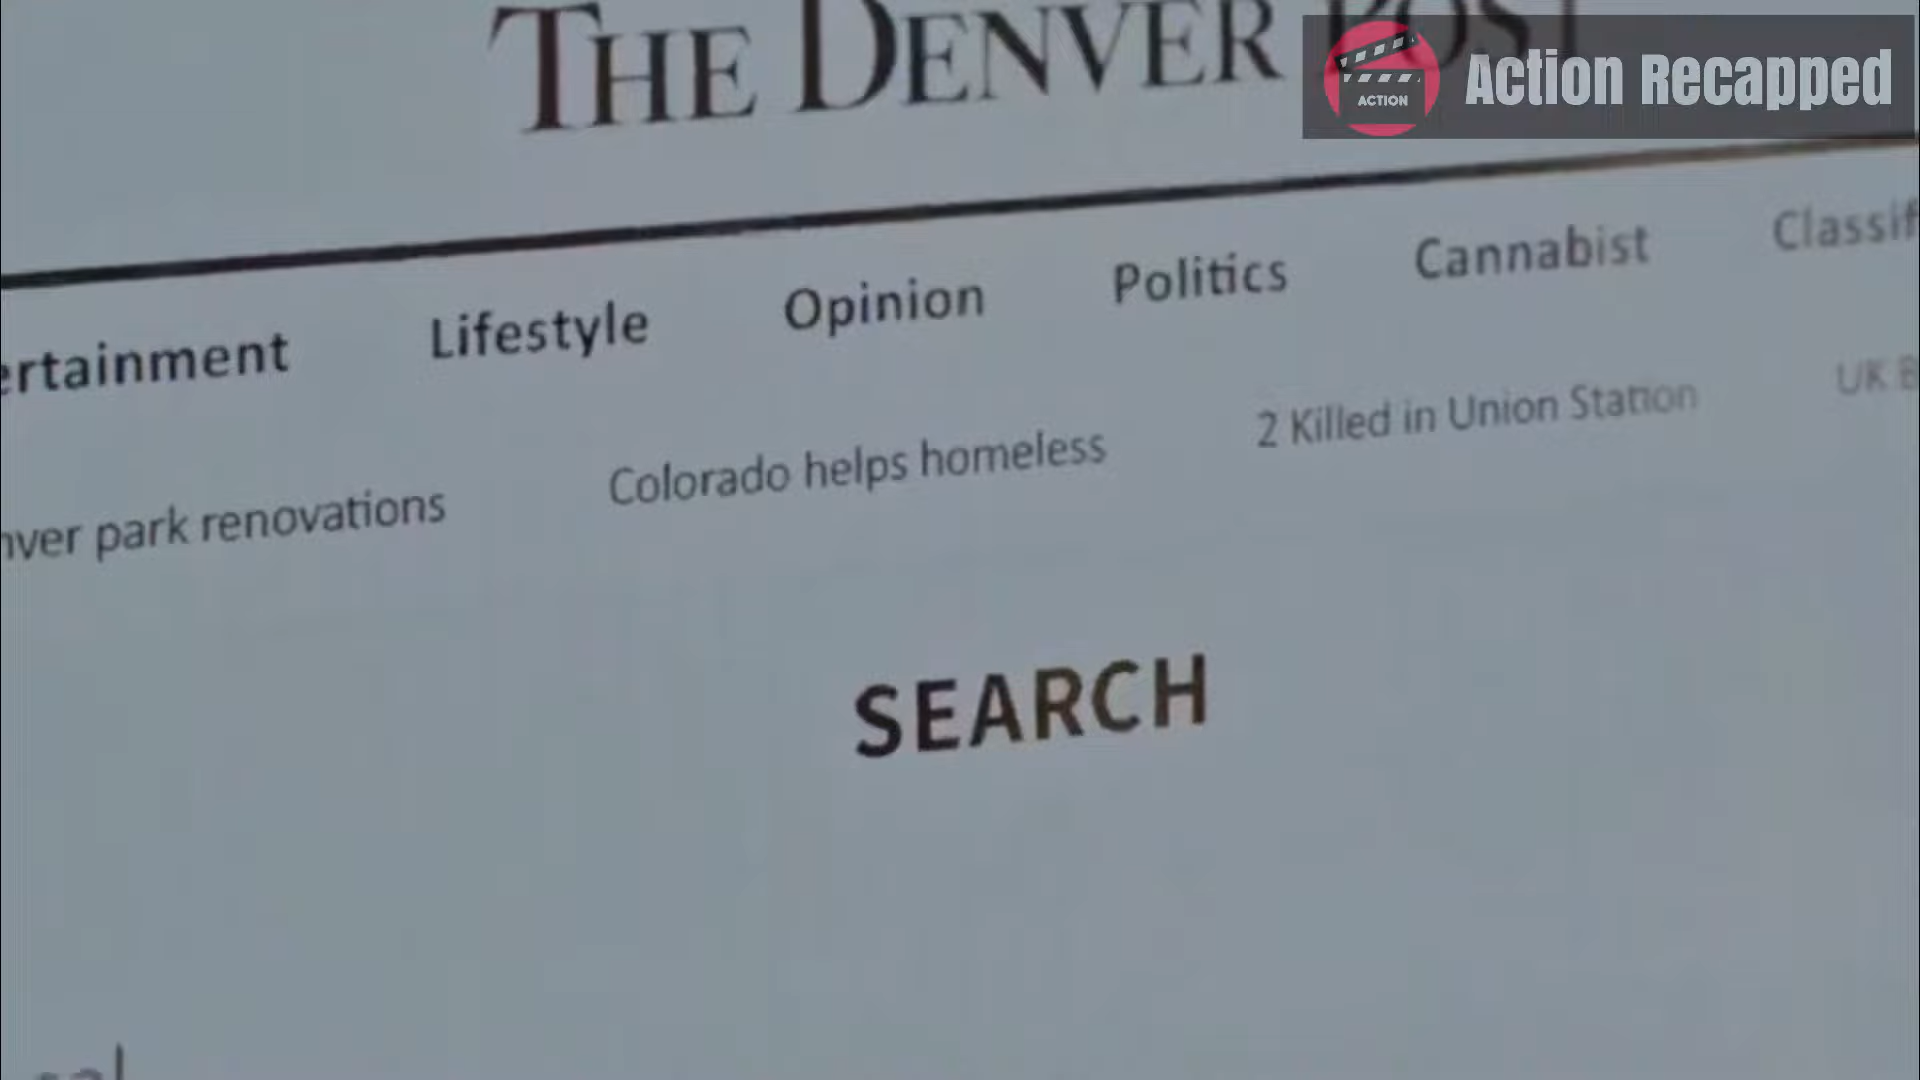 THE DENVER POST
ACTION
Action Recapped
ertainment Lifestyle Opinion Politics Cannabist Classif
nver park renovations Colorado helps homeless 2 Killed in Union Station UK B
SEARCH